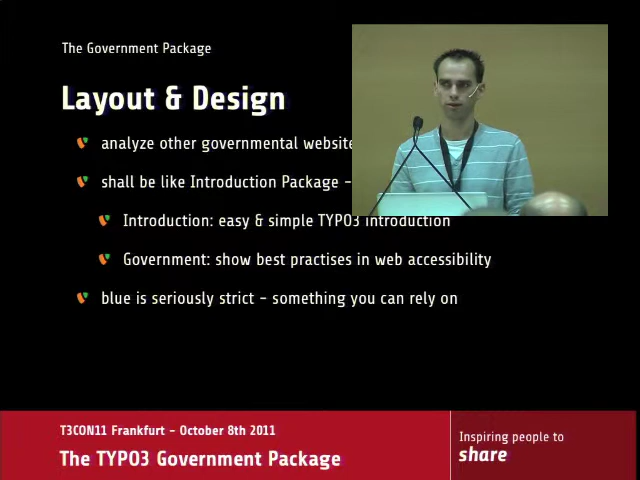 The Government Package
Layout & Design
analyze other governmental website
shall be like Introduction Package -
Introduction: easy & simple TYPO3 introduction
Government: show best practises in web accessibility
blue is seriously strict - something you can rely on
T3CON11 Frankfurt - October 8th 2011
The TYPO3 Government Package
Inspiring people to
share